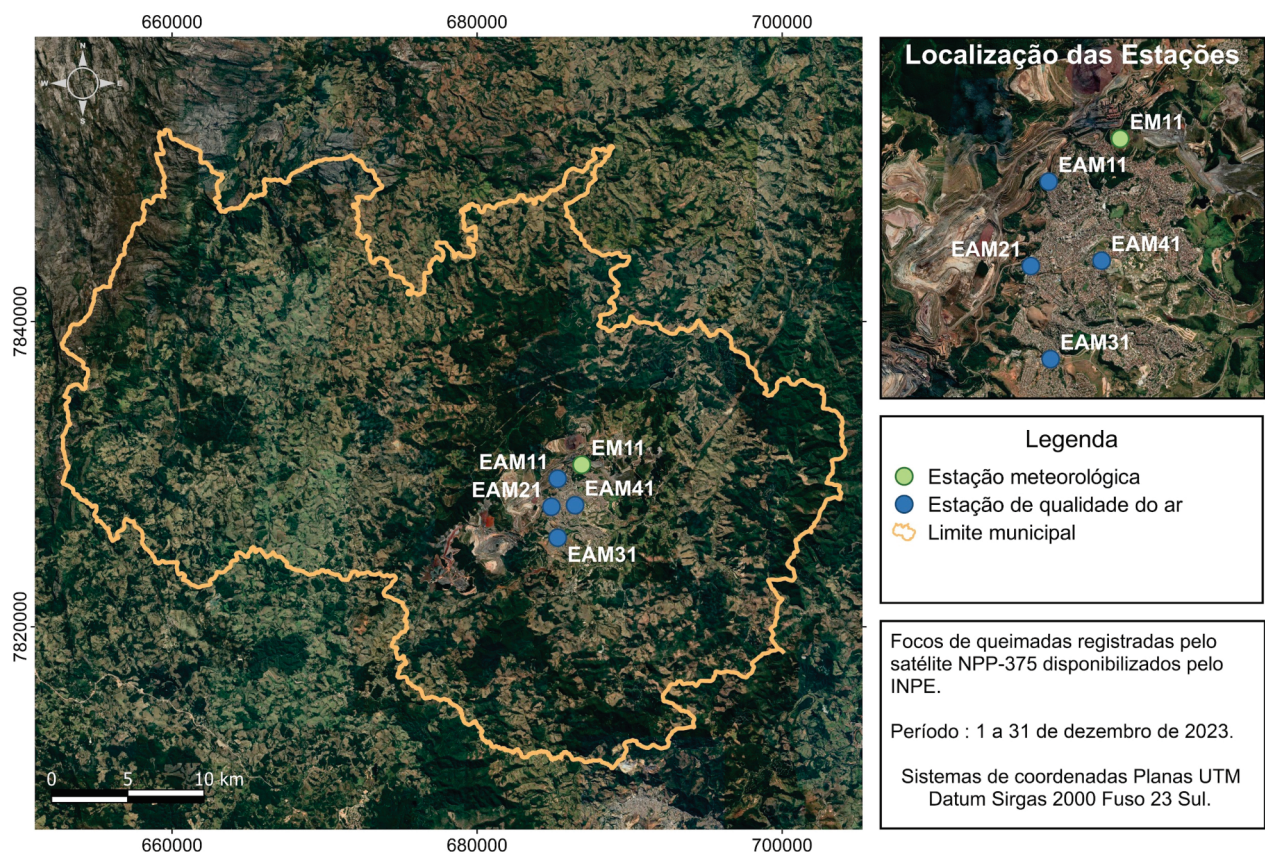 660000
680000
700000
N
W
E
S
7840000
7820000
EM11
EAM11
EAM21
EAM41
EAM31
0
5
10 km
660000
680000
700000
Localização das Estações
EM11
EAM11
EAM21
EAM41
EAM31
Legenda
Estação meteorológica
Estação de qualidade do ar
Limite municipal
Focos de queimadas registradas pelo
satélite NPP-375 disponibilizados pelo
INPE.
Período : 1 a 31 de dezembro de 2023.
Sistemas de coordenadas Planas UTM
Datum Sirgas 2000 Fuso 23 Sul.